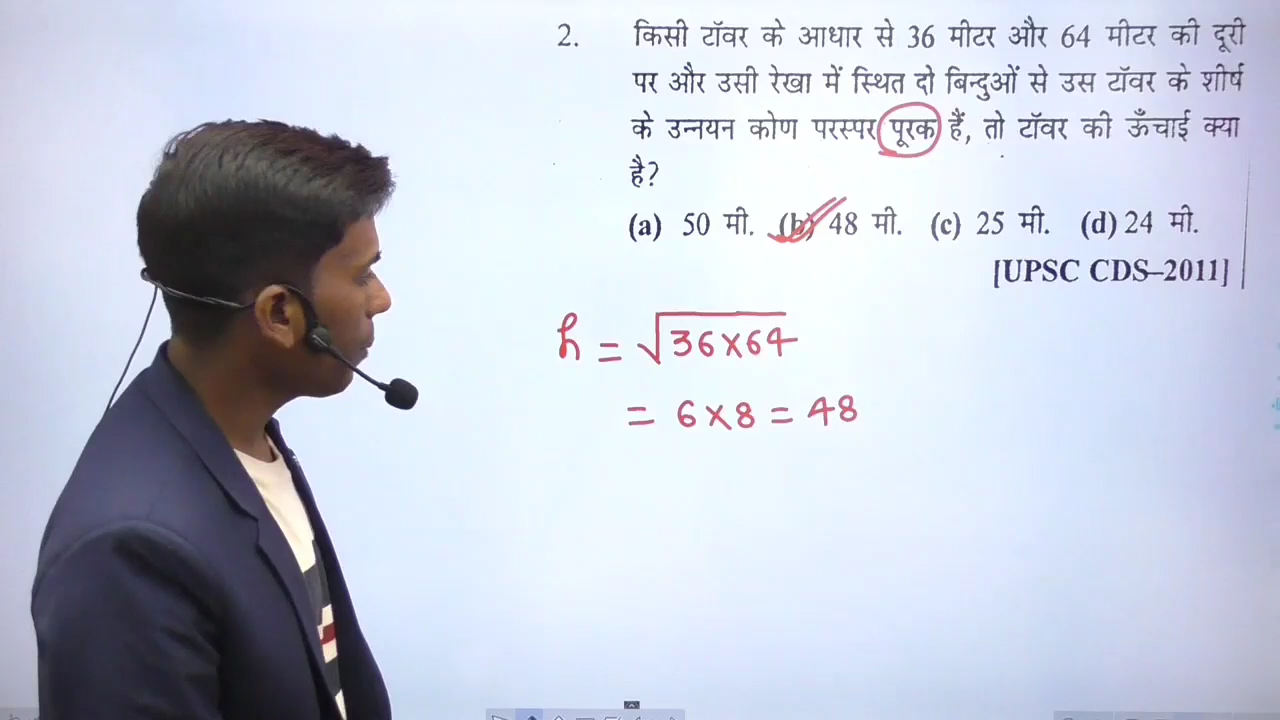 2. किसी टॉवर के आधार से 36 मीटर और 64 मीटर की दूरी
पर और उसी रेखा में स्थित दो बिन्दुओं से उस टॉवर के शीर्ष
के उन्नयन कोण परस्पर पूरक हैं, तो टॉवर की ऊँचाई क्या
है?
(a) 50 मी. (b) 48 मी. (c) 25 मी. (d) 24 मी.
[UPSC CDS–2011]
h = √36×64
= 6×8 = 48